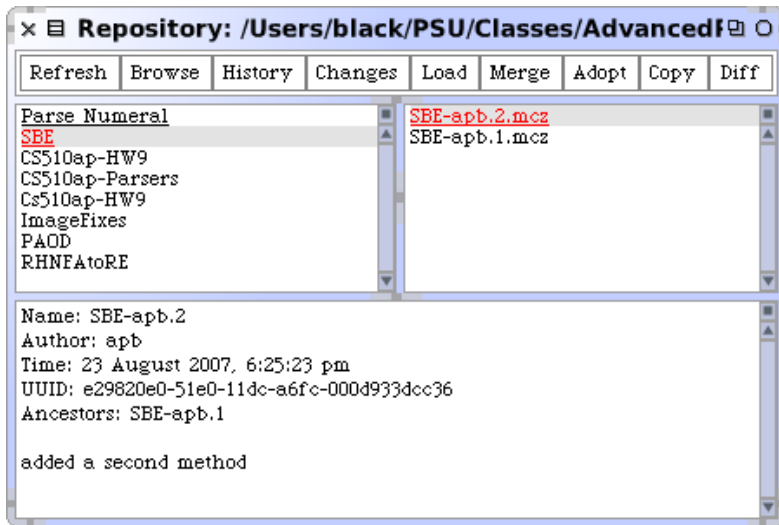 Repository: /Users/black/PSU/Classes/Advanced
Refresh Browse History Changes Load Merge Adopt Copy Diff
Parse Numeral
SBE
CS510ap-HW9
CS510ap-Parsers
Cs510ap-HW9
ImageFixes
PAOD
RHNFAtoRE
SBE-apb.2.mcz
SBE-apb.1.mcz
Name: SBE-apb.2
Author: apb
Time: 23 August 2007, 6:25:23 pm
UUID: e29820e0-51e0-11dc-a6fc-000d933dcc36
Ancestors: SBE-apb.1
added a second method